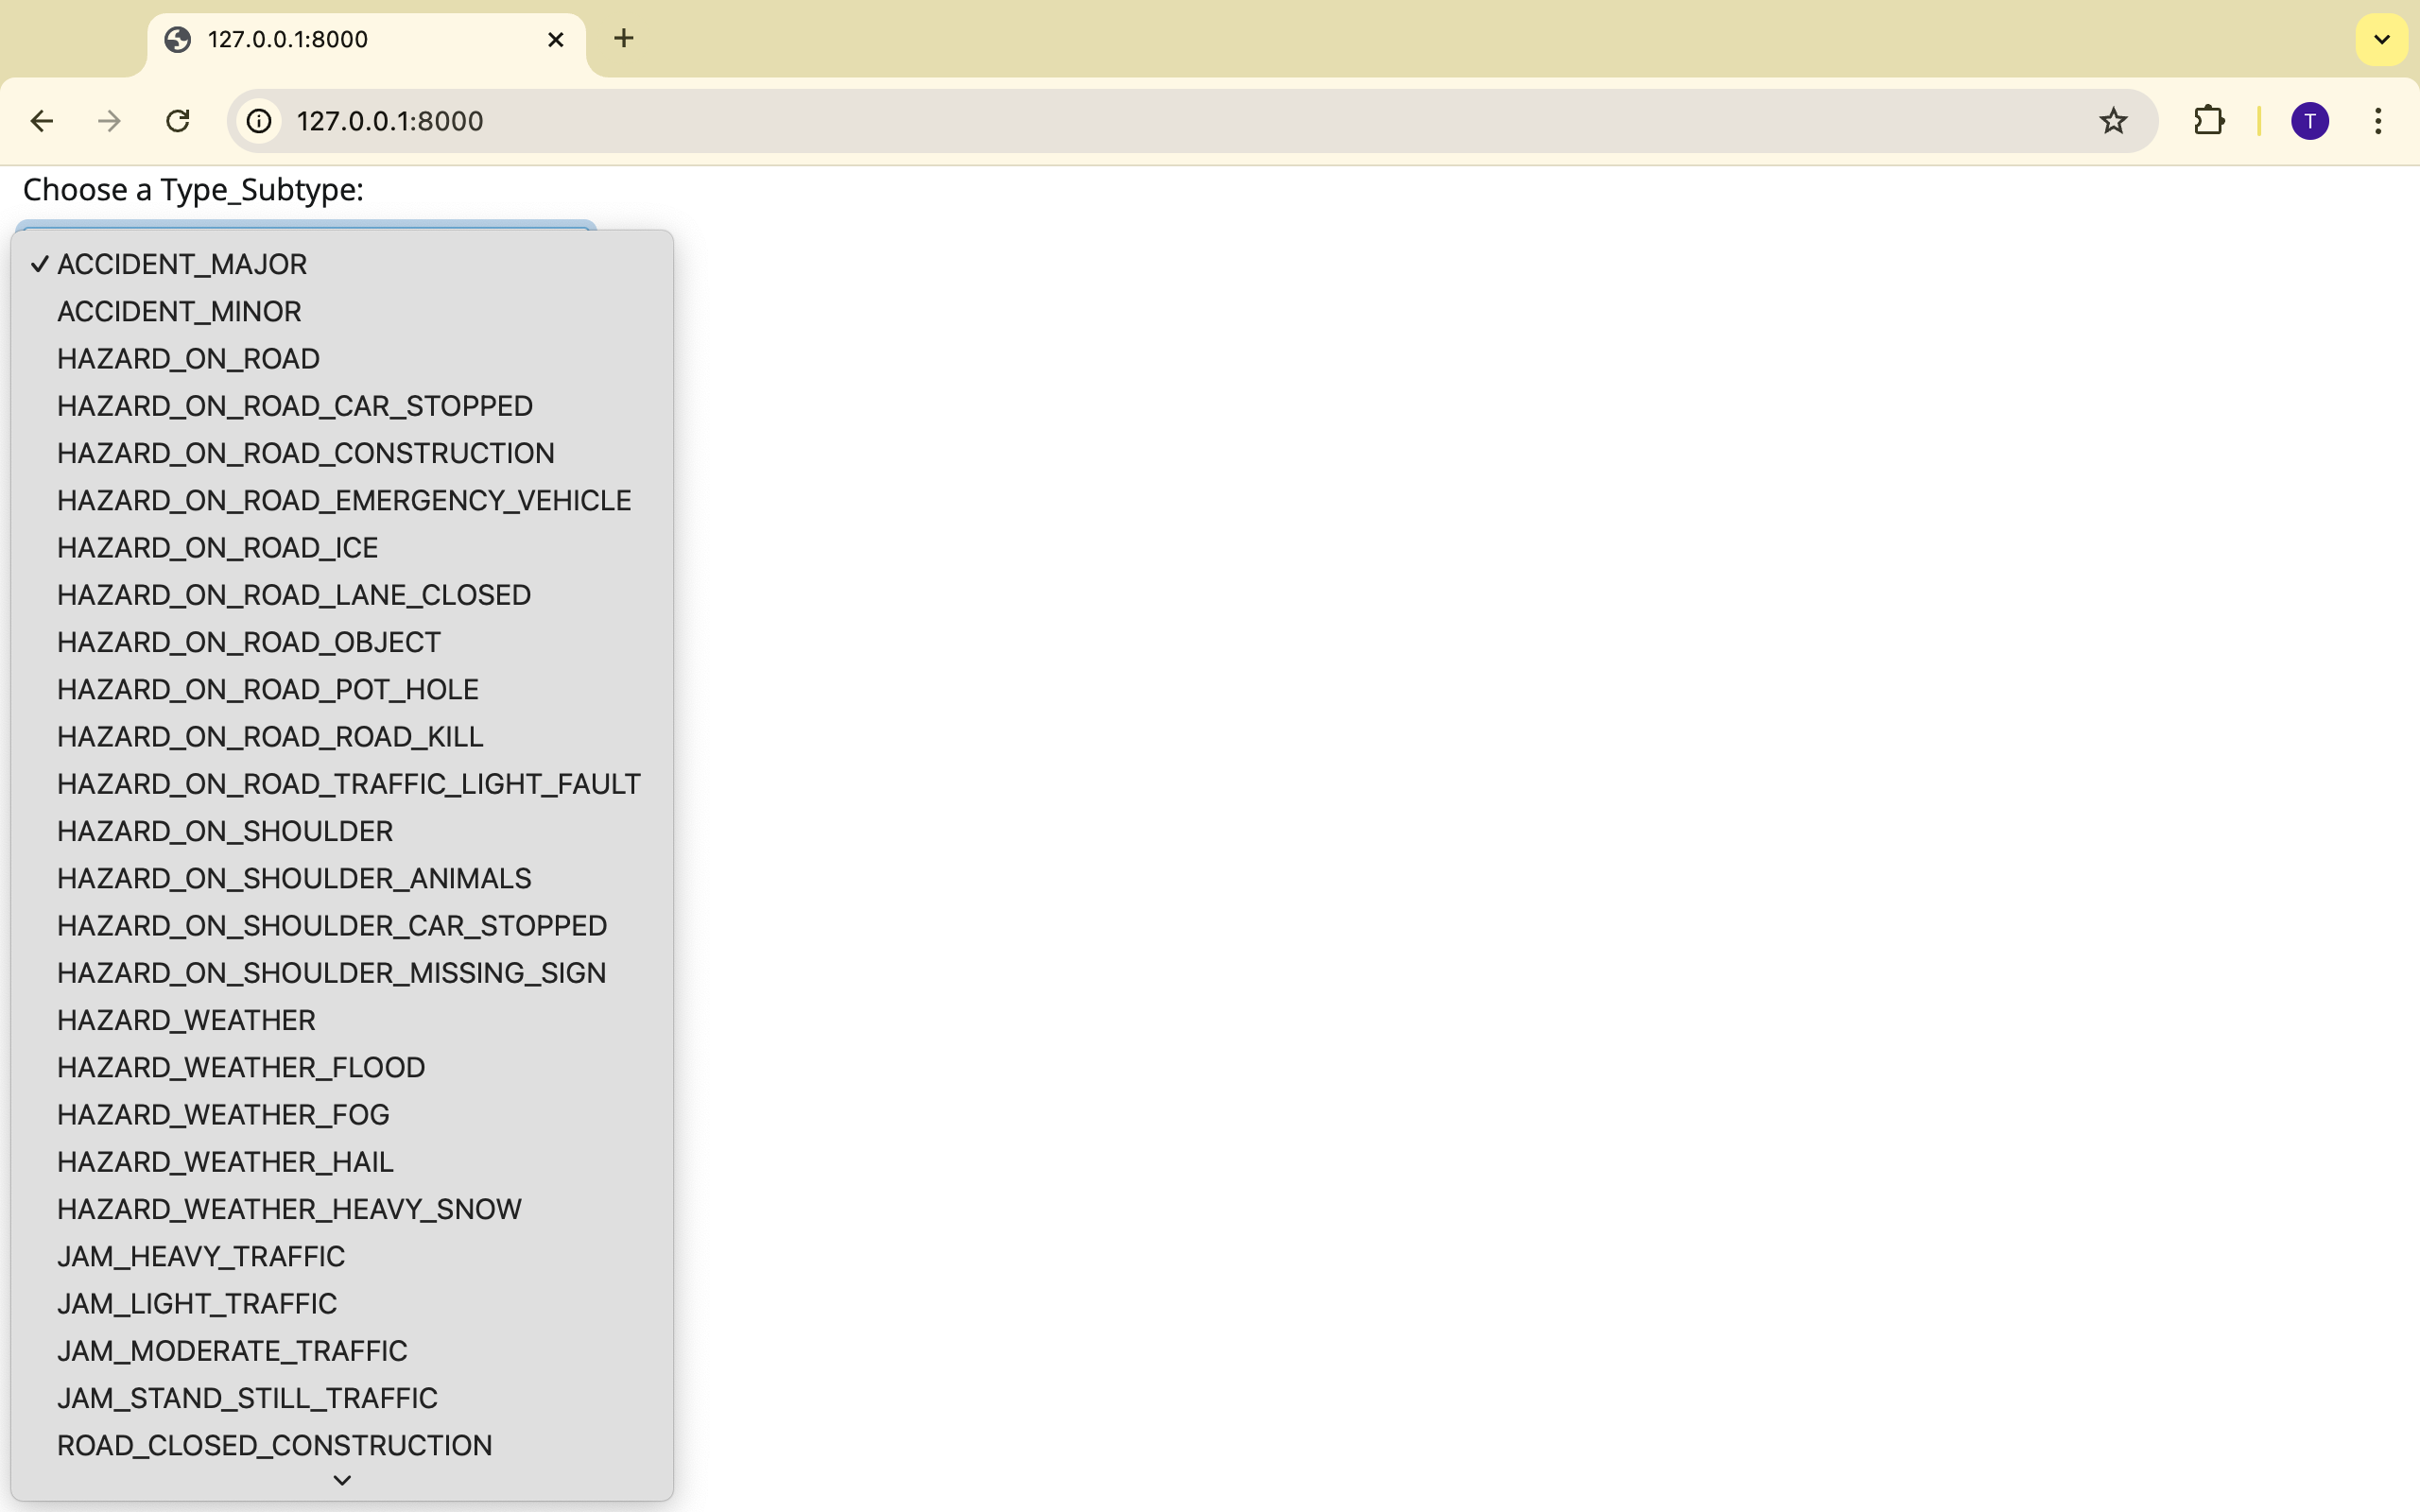 127.0.0.1:8000
127.0.0.1:8000
T
Choose a Type_Subtype:
ACCIDENT_MAJOR
ACCIDENT_MINOR
HAZARD_ON_ROAD
HAZARD_ON_ROAD_CAR_STOPPED
HAZARD_ON_ROAD_CONSTRUCTION
HAZARD_ON_ROAD_EMERGENCY_VEHICLE
HAZARD_ON_ROAD_ICE
HAZARD_ON_ROAD_LANE_CLOSED
HAZARD_ON_ROAD_OBJECT
HAZARD_ON_ROAD_POT_HOLE
HAZARD_ON_ROAD_ROAD_KILL
HAZARD_ON_ROAD_TRAFFIC_LIGHT_FAULT
HAZARD_ON_SHOULDER
HAZARD_ON_SHOULDER_ANIMALS
HAZARD_ON_SHOULDER_CAR_STOPPED
HAZARD_ON_SHOULDER_MISSING_SIGN
HAZARD_WEATHER
HAZARD_WEATHER_FLOOD
HAZARD_WEATHER_FOG
HAZARD_WEATHER_HAIL
HAZARD_WEATHER_HEAVY_SNOW
JAM_HEAVY_TRAFFIC
JAM_LIGHT_TRAFFIC
JAM_MODERATE_TRAFFIC
JAM_STAND_STILL_TRAFFIC
ROAD_CLOSED_CONSTRUCTION